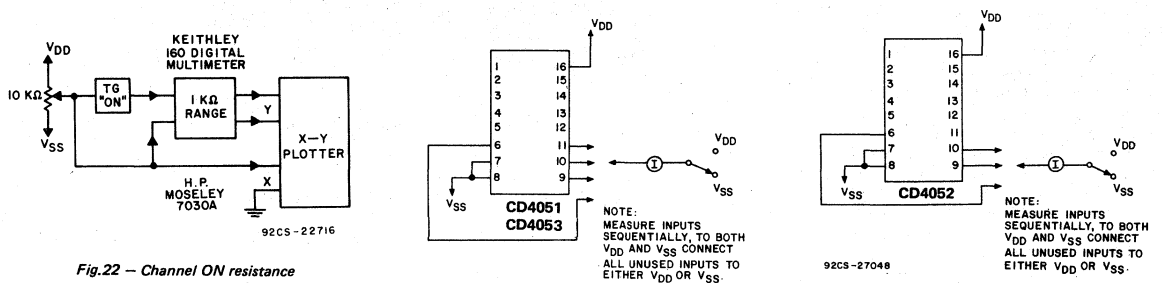 VDD
10 KΩ
VSS
TG
"ON"
KEITHLEY
160 DIGITAL
MULTIMETER
1 KΩ
RANGE
Y
X—Y
PLOTTER
X
H.P.
MOSELEY
7030A
92CS-22716
Fig.22 — Channel ON resistance
VDD
1
2
3
4
5
6
7
8
16
15
14
13
12
11
10
9
VSS
CD4051
CD4053
I
VDD
VSS
NOTE:
MEASURE INPUTS
SEQUENTIALLY, TO BOTH
VDD AND VSS CONNECT
ALL UNUSED INPUTS TO
EITHER VDD OR VSS.
VDD
1
2
3
4
5
6
7
8
16
15
14
13
12
11
10
9
VSS
CD4052
I
VDD
VSS
NOTE:
MEASURE INPUTS
SEQUENTIALLY, TO BOTH
VDD AND VSS CONNECT
ALL UNUSED INPUTS TO
EITHER VDD OR VSS.
92CS-27048